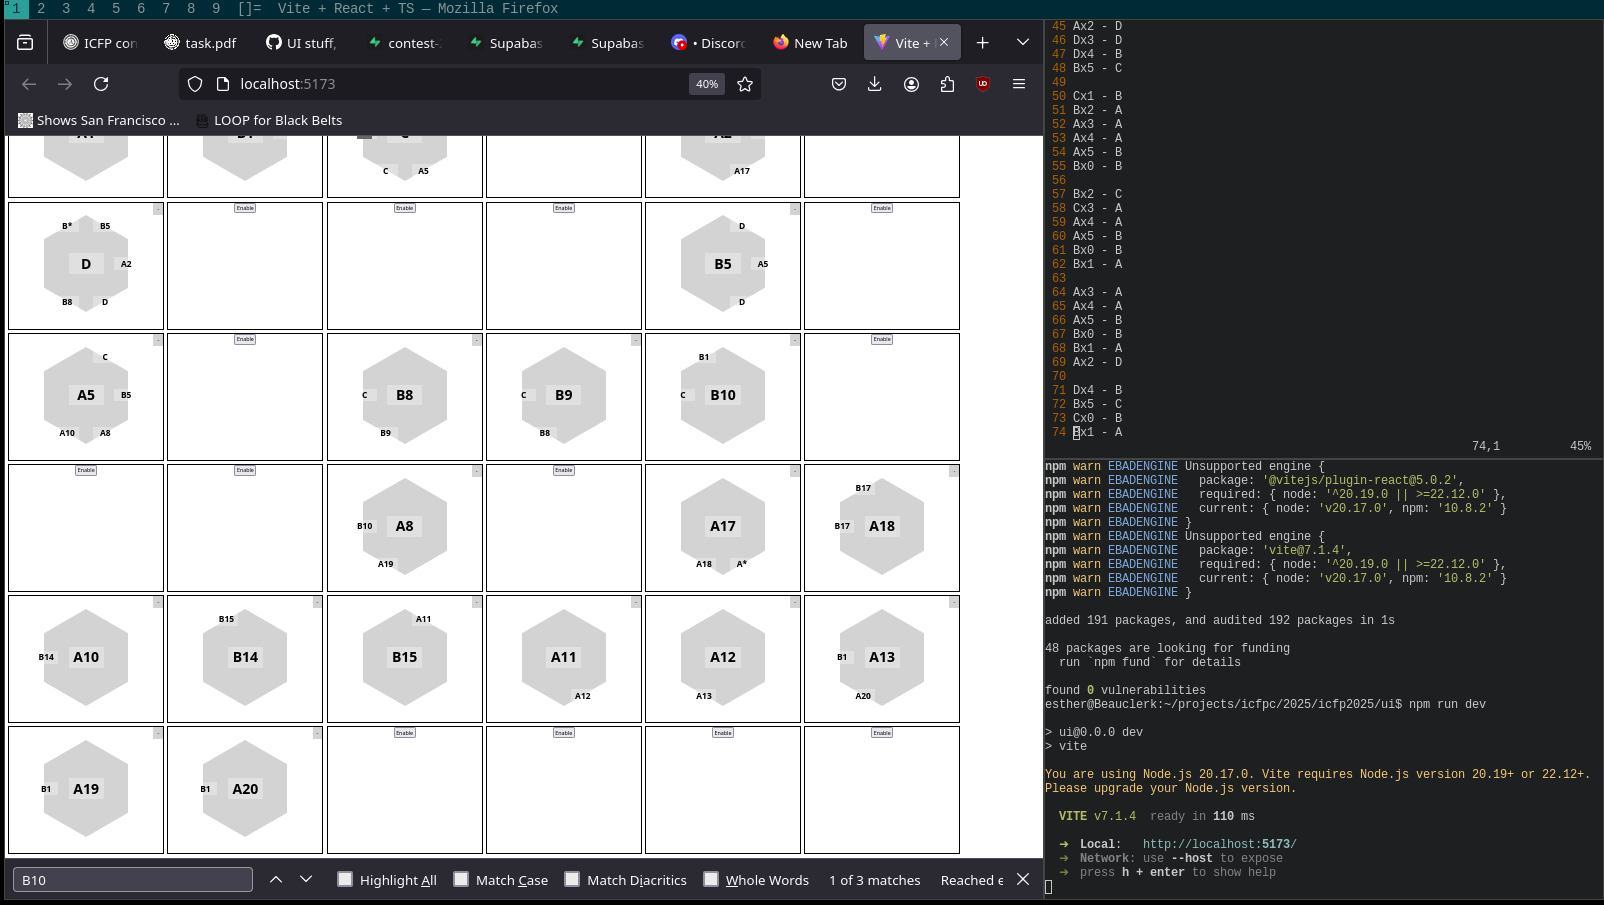 1 2 3 4 5 6 7 8 9 []= Vite + React + TS — Mozilla Firefox
ICFP con
task.pdf
UI stuff,
contest-
Supabas
Supabas
• Discord
New Tab
Vite +
localhost:5173
40%
Shows San Francisco ...
LOOP for Black Belts
C A5
A17
B* B5
D A2
B8 D
Enable
Enable
Enable
D
B5 A5
D
Enable
C
A5 B5
A10 A8
Enable
C B8
B9
C B9
B8
B1
C B10
Enable
Enable
Enable
B10 A8
A19
Enable
A17
A18 A*
B17
B17 A18
B14 A10
B15
B14
A11
B15
A11
A12
A12
A13
B1 A13
A20
B1 A19
B1 A20
Enable
Enable
Enable
Enable
B10
Highlight All
Match Case
Match Diacritics
Whole Words
1 of 3 matches
Reached
45 Ax2 - D
46 Dx3 - D
47 Dx4 - B
48 Bx5 - C
49
50 Cx1 - B
51 Bx2 - A
52 Ax3 - A
53 Ax4 - A
54 Ax5 - B
55 Bx0 - B
56
57 Bx2 - C
58 Cx3 - A
59 Ax4 - A
60 Ax5 - B
61 Bx0 - B
62 Bx1 - A
63
64 Ax3 - A
65 Ax4 - A
66 Ax5 - B
67 Bx0 - B
68 Bx1 - A
69 Ax2 - D
70
71 Dx4 - B
72 Bx5 - C
73 Cx0 - B
74 Bx1 - A
74,1 45%
npm warn EBADENGINE Unsupported engine {
npm warn EBADENGINE   package: '@vitejs/plugin-react@5.0.2',
npm warn EBADENGINE   required: { node: '^20.19.0 || >=22.12.0' },
npm warn EBADENGINE   current: { node: 'v20.17.0', npm: '10.8.2' }
npm warn EBADENGINE }
npm warn EBADENGINE Unsupported engine {
npm warn EBADENGINE   package: 'vite@7.1.4',
npm warn EBADENGINE   required: { node: '^20.19.0 || >=22.12.0' },
npm warn EBADENGINE   current: { node: 'v20.17.0', npm: '10.8.2' }
npm warn EBADENGINE }
added 191 packages, and audited 192 packages in 1s
48 packages are looking for funding
run `npm fund` for details
found 0 vulnerabilities
esther@Beauclerk:~/projects/icfpc/2025/icfp2025/ui$ npm run dev
> ui@0.0.0 dev
> vite
You are using Node.js 20.17.0. Vite requires Node.js version 20.19+ or 22.12+.
Please upgrade your Node.js version.
VITE v7.1.4  ready in 110 ms
➜  Local:   http://localhost:5173/
➜  Network: use --host to expose
➜  press h + enter to show help